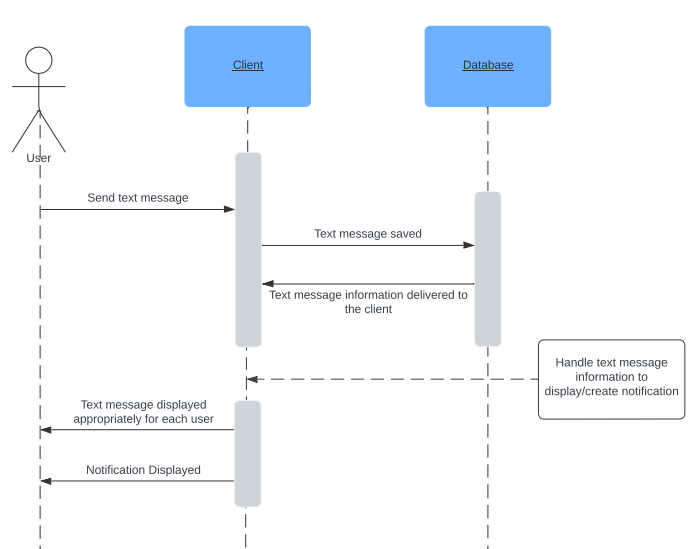 Client
Database
User
Send text message
Text message saved
Text message information delivered to
the client
Handle text message
information to
display/create notification
Text message displayed
appropriately for each user
Notification Displayed